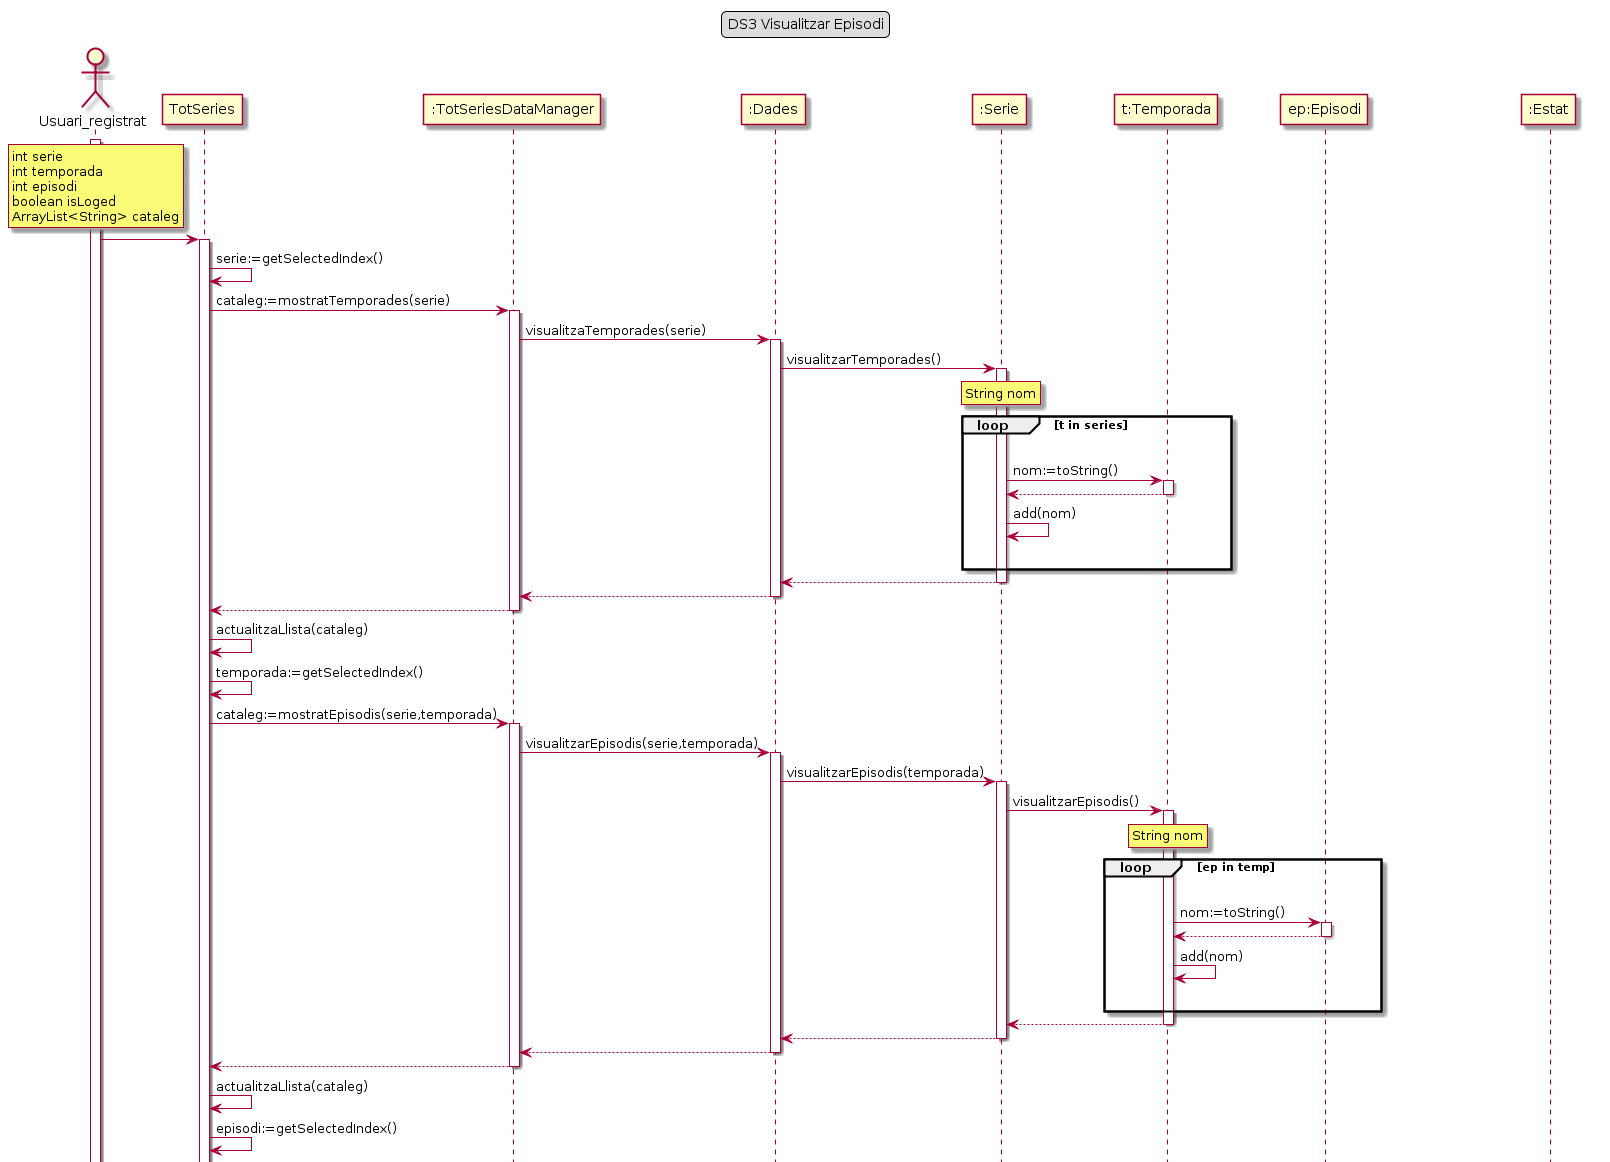 DS3 Visualitzar Episodi
Usuari_registrat
TotSeries
:TotSeriesDataManager
:Dades
:Serie
t:Temporada
ep:Episodi
:Estat
int serie
int temporada
int episodi
boolean isLoged
ArrayList<String> cataleg
serie:=getSelectedIndex()
cataleg:=mostratTemporades(serie)
visualitzaTemporades(serie)
visualitzarTemporades()
String nom
loop [t in series]
nom:=toString()
add(nom)
actualitzaLlista(cataleg)
temporada:=getSelectedIndex()
cataleg:=mostratEpisodis(serie,temporada)
visualitzarEpisodis(serie,temporada)
visualitzarEpisodis(temporada)
visualitzarEpisodis()
String nom
loop [ep in temp]
nom:=toString()
add(nom)
actualitzaLlista(cataleg)
episodi:=getSelectedIndex()